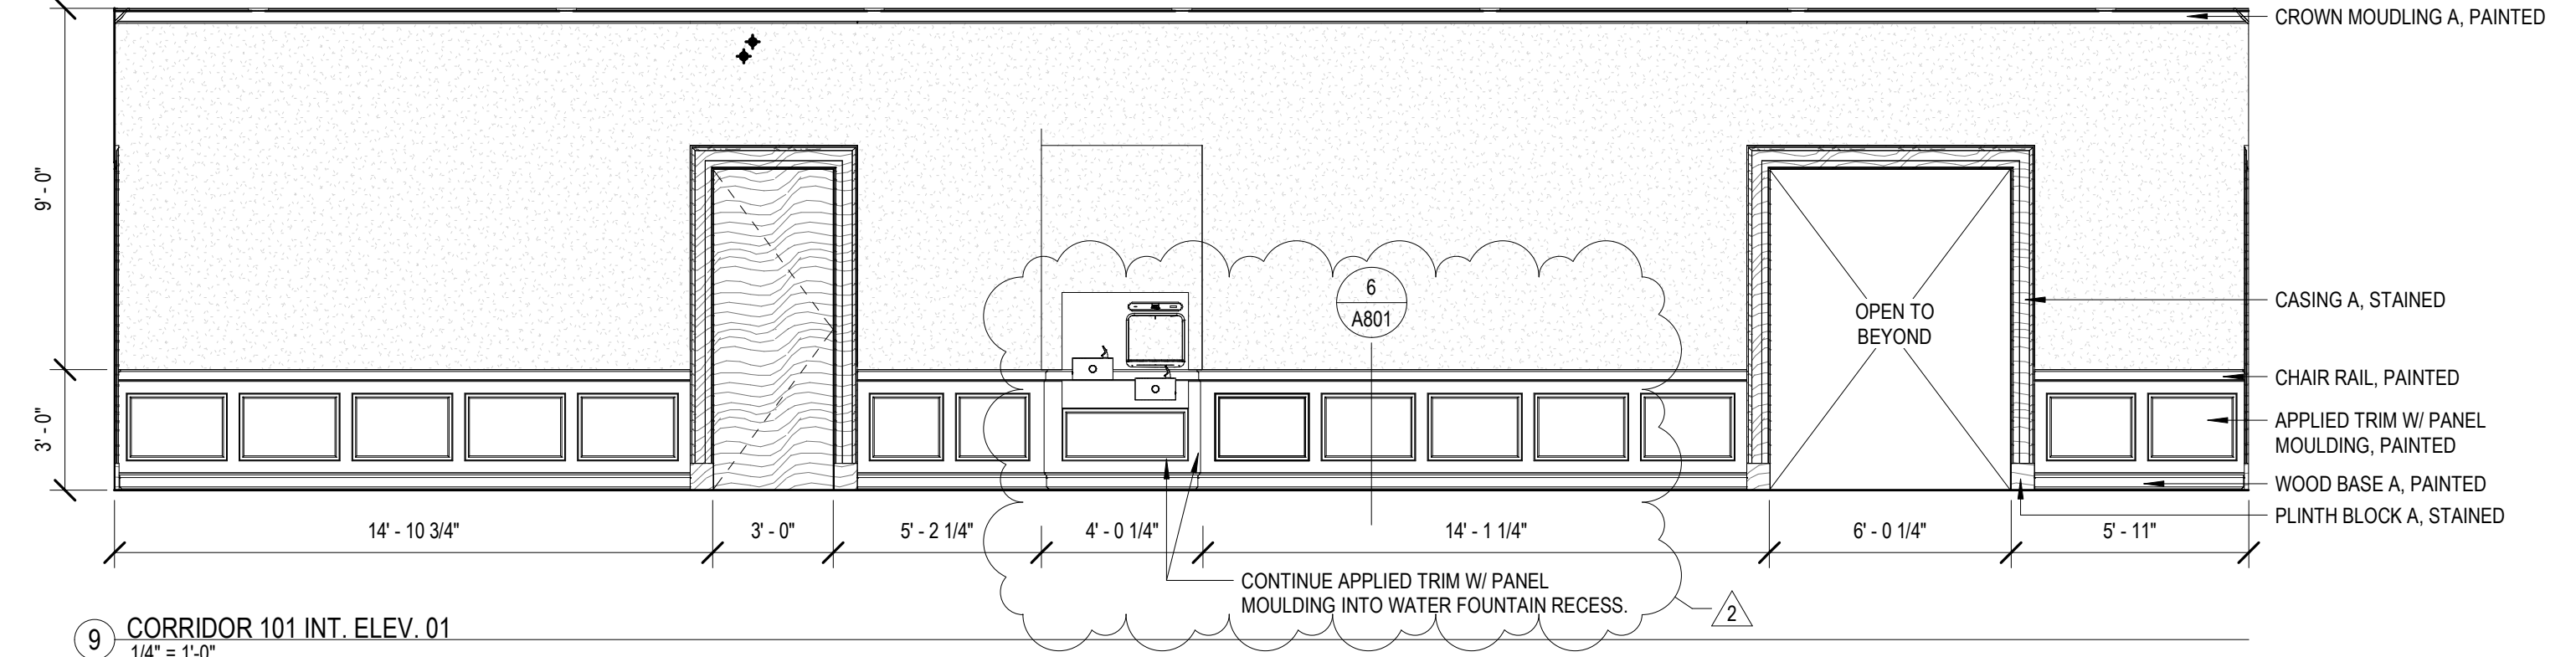 CROWN MOUDLING A, PAINTED
9' - 0"
6
A801
OPEN TO
BEYOND
CASING A, STAINED
CHAIR RAIL, PAINTED
3' - 0"
APPLIED TRIM W/ PANEL
MOULDING, PAINTED
WOOD BASE A, PAINTED
PLINTH BLOCK A, STAINED
14' - 10 3/4"
3' - 0"
5' - 2 1/4"
4' - 0 1/4"
14' - 1 1/4"
6' - 0 1/4"
5' - 11"
CONTINUE APPLIED TRIM W/ PANEL
MOULDING INTO WATER FOUNTAIN RECESS.
2
9
CORRIDOR 101 INT. ELEV. 01
1/4" = 1'-0"